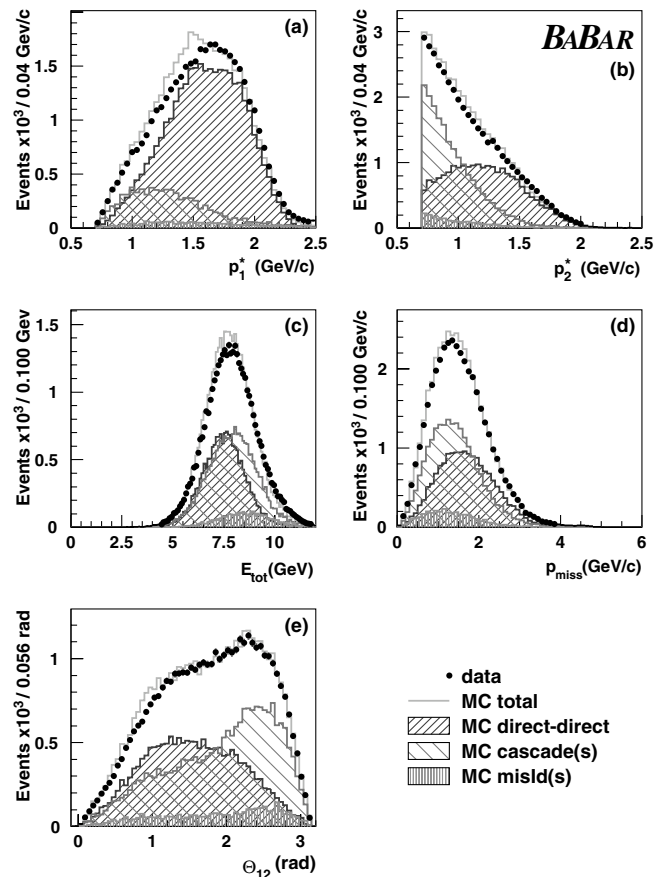 (a)
Events x10³ / 0.04 Gev/c
1.5
1
0.5
0
0.5 1 1.5 2 2.5
p*₁ (GeV/c)
BABAR
(b)
Events x10³ / 0.04 GeV/c
3
2
1
0
0.5 1 1.5 2 2.5
p*₂ (GeV/c)
(c)
Events x10³ / 0.100 Gev
1.5
1
0.5
0
0 2.5 5 7.5 10
E_tot(GeV)
(d)
Events x10³ / 0.100 GeV/c
2
1
0
0 2 4 6
p_miss(GeV/c)
(e)
Events x10³ / 0.056 rad
1
0.5
0
0 1 2 3
Θ₁₂ (rad)
data
MC total
MC direct-direct
MC cascade(s)
MC misId(s)